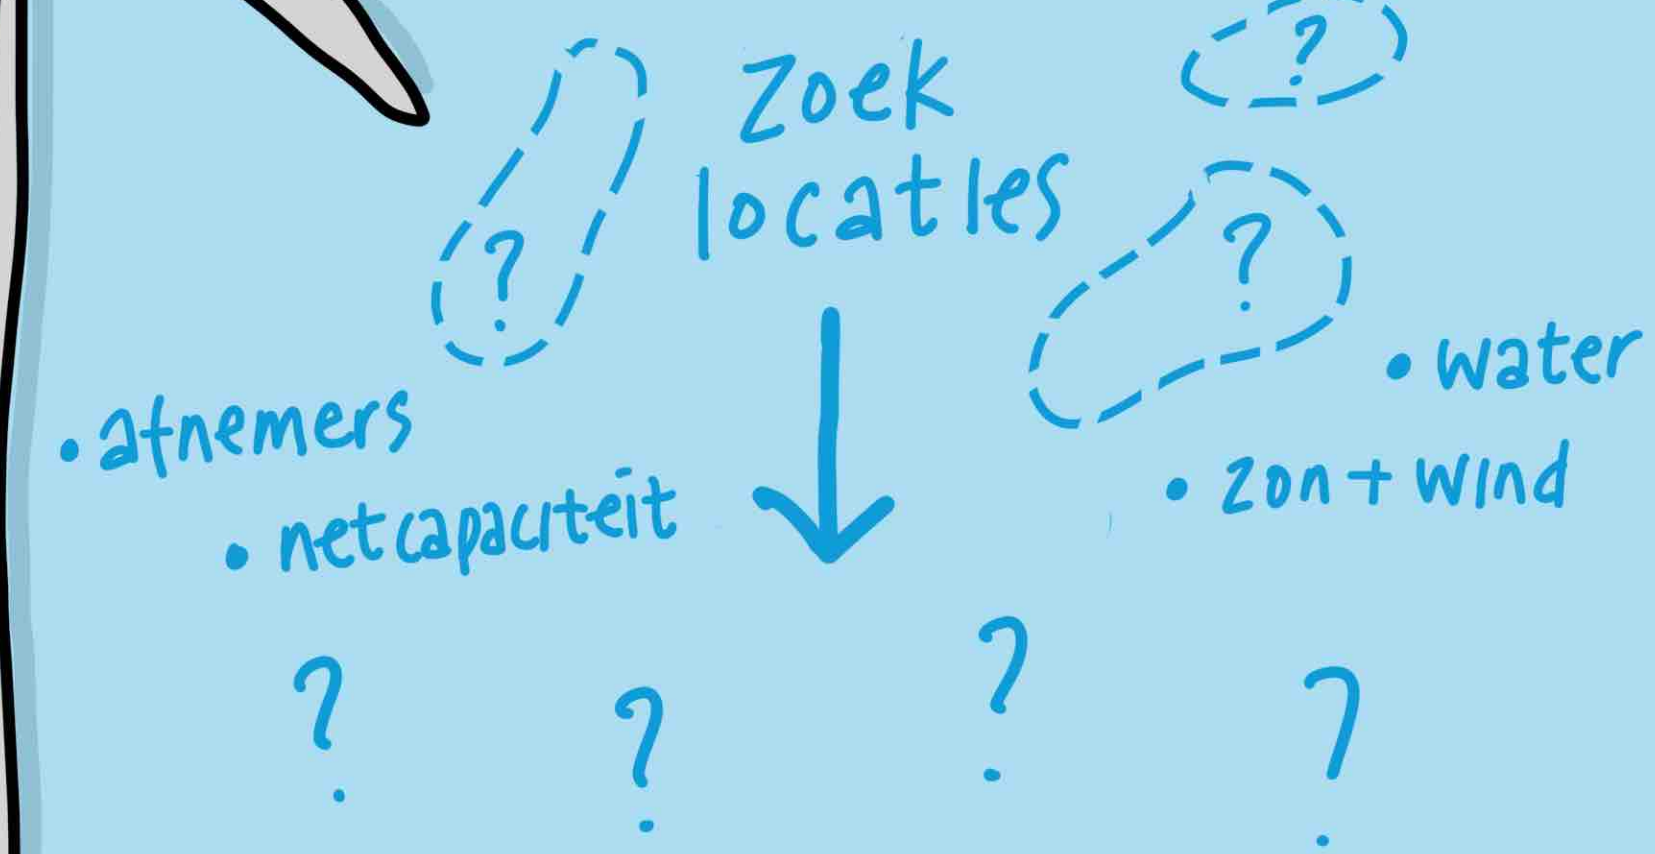 ?
zoek
locaties
?
?
• water
• afnemers
• zon + wind
• netcapaciteit
?
?
?
?